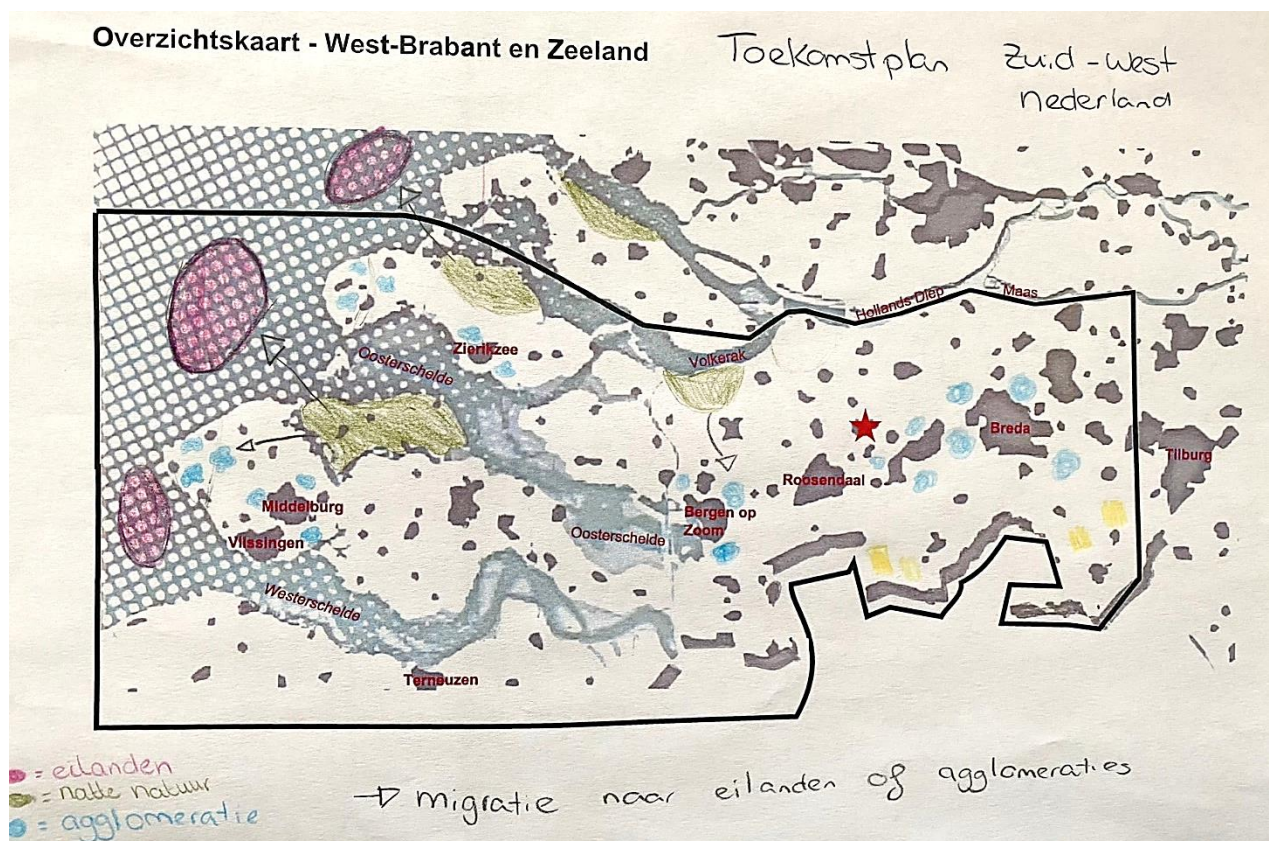 Overzichtskaart - West-Brabant en Zeeland
Toekomstplan Zuid-west
nederland
Hollands Diep
Maas
Volkerak
Zierikzee
Oosterschelde
Breda
Tilburg
Roosendaal
Middelburg
Bergen op
Zoom
Vlissingen
Oosterschelde
Westerschelde
Terneuzen
= eilanden
= natte natuur
= agglomeratie
→ migratie naar eilanden of agglomeraties